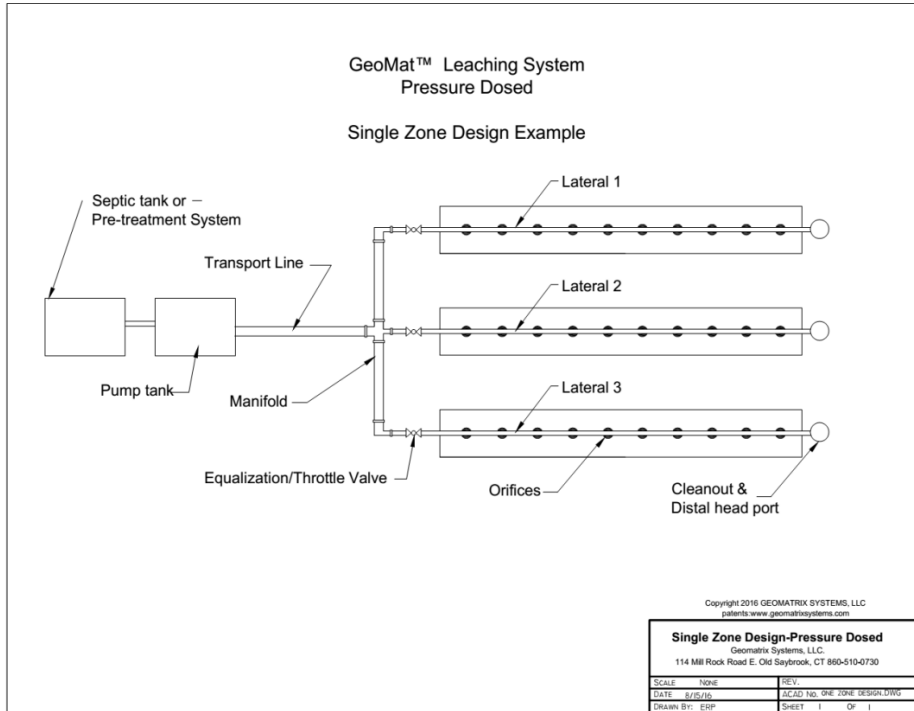 GeoMat™ Leaching System
Pressure Dosed
Single Zone Design Example
Septic tank or
Pre-treatment System
Lateral 1
Transport Line
Lateral 2
Pump tank
Manifold
Lateral 3
Equalization/Throttle Valve
Orifices
Cleanout &
Distal head port
Copyright 2016 GEOMATRIX SYSTEMS, LLC
patents:www.geomatrixsystems.com
Single Zone Design-Pressure Dosed
Geomatrix Systems, LLC.
114 Mill Rock Road E. Old Saybrook, CT 860-510-0730
SCALE NONE REV.
DATE 8/15/16 ACAD No. ONE ZONE DESIGN.DWG
DRAWN BY: ERP SHEET 1 OF 1